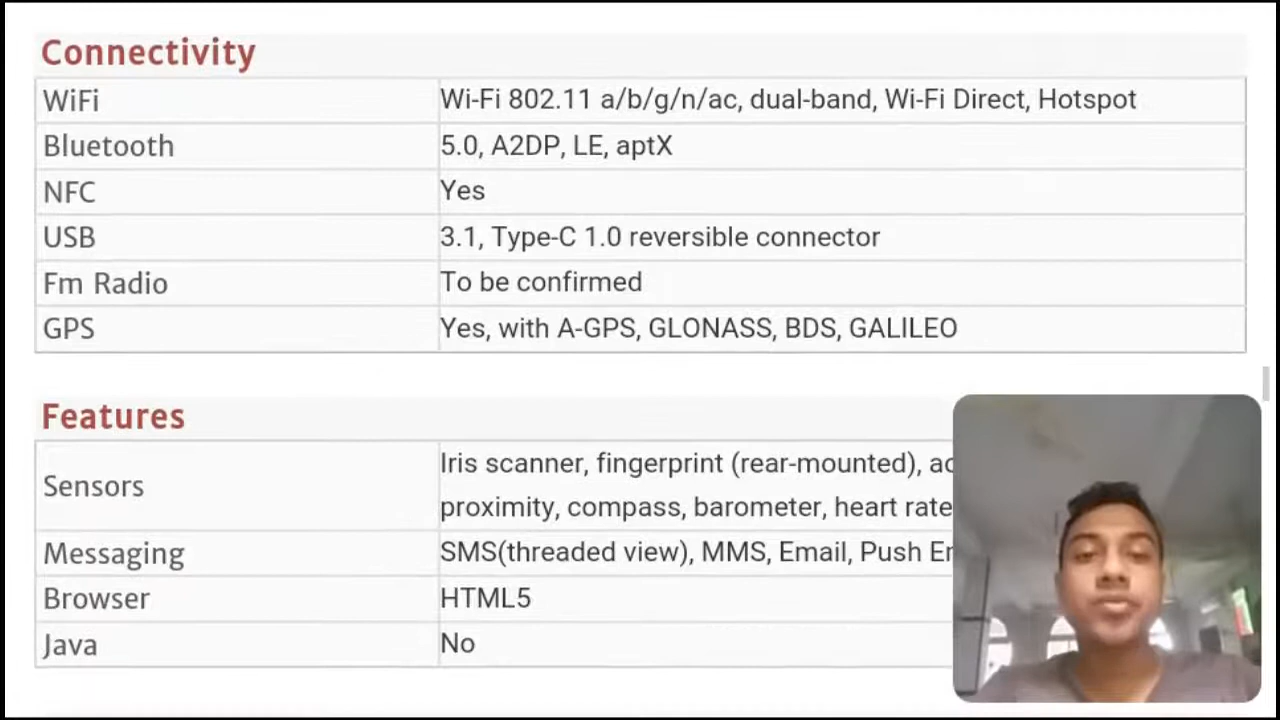 Connectivity
WiFi Wi-Fi 802.11 a/b/g/n/ac, dual-band, Wi-Fi Direct, Hotspot
Bluetooth 5.0, A2DP, LE, aptX
NFC Yes
USB 3.1, Type-C 1.0 reversible connector
Fm Radio To be confirmed
GPS Yes, with A-GPS, GLONASS, BDS, GALILEO
Features
Sensors Iris scanner, fingerprint (rear-mounted),
proximity, compass, barometer, heart rate
Messaging SMS(threaded view), MMS, Email, Push
Browser HTML5
Java No